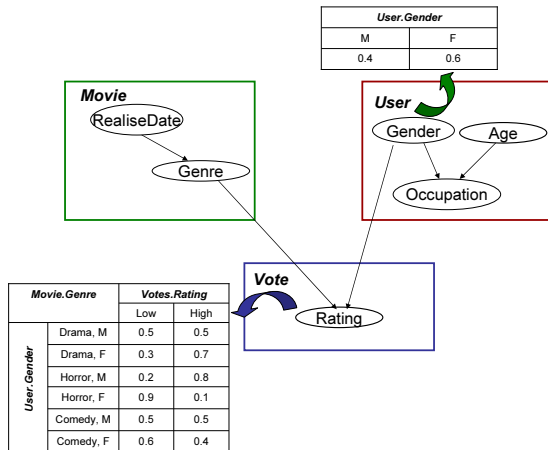 User.Gender
M F
0.4 0.6
Movie
RealiseDate
Genre
User
Gender
Age
Occupation
Vote
Rating
Movie.Genre Votes.Rating
Low High
User.Gender
Drama, M 0.5 0.5
Drama, F 0.3 0.7
Horror, M 0.2 0.8
Horror, F 0.9 0.1
Comedy, M 0.5 0.5
Comedy, F 0.6 0.4